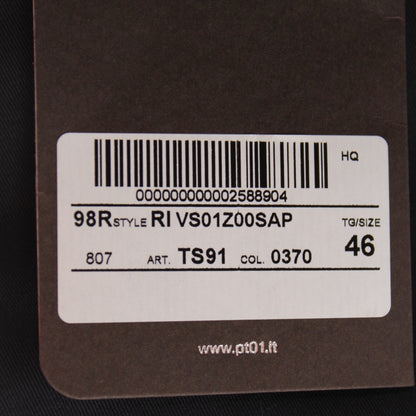 HQ
000000000002588904
98R STYLE RI VS01Z00SAP TG/SIZE
807 ART. TS91 COL. 0370 46
www.pt01.it